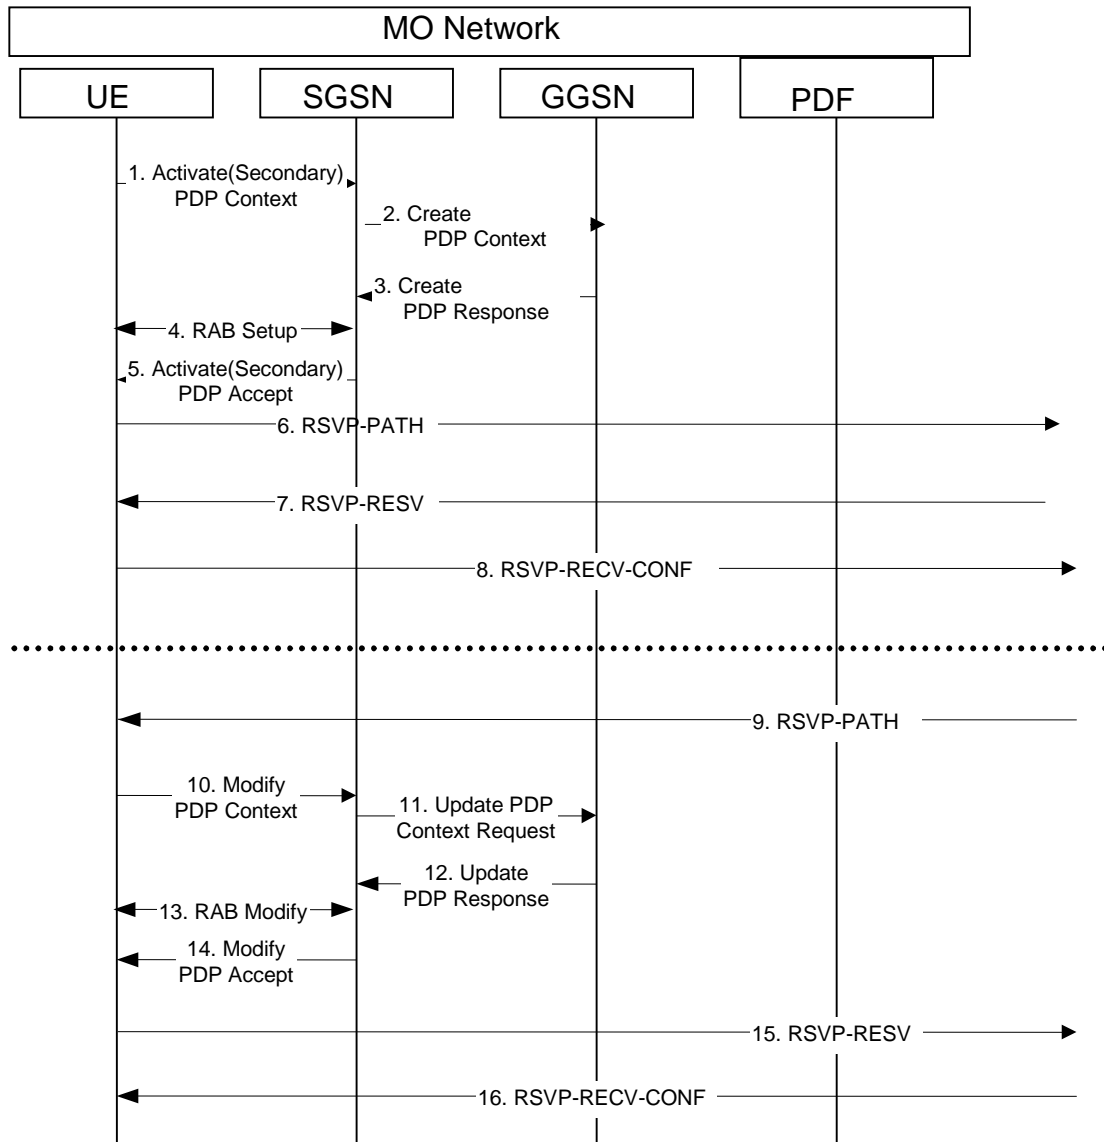 MO Network
UE
SGSN
GGSN
PDF
1. Activate(Secondary)
PDP Context
2. Create
PDP Context
3. Create
PDP Response
4. RAB Setup
5. Activate(Secondary)
PDP Accept
6. RSVP-PATH
7. RSVP-RESV
8. RSVP-RECV-CONF
9. RSVP-PATH
10. Modify
PDP Context
11. Update PDP
Context Request
12. Update
PDP Response
13. RAB Modify
14. Modify
PDP Accept
15. RSVP-RESV
16. RSVP-RECV-CONF